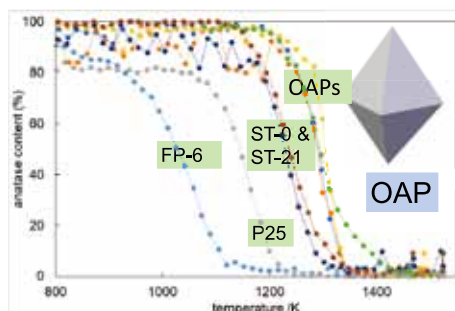 100
80
60
40
20
0
anatase content (%)
800
1000
1200
1400
temperature /K
FP-6
P25
ST-0 &
ST-21
OAPs
OAP